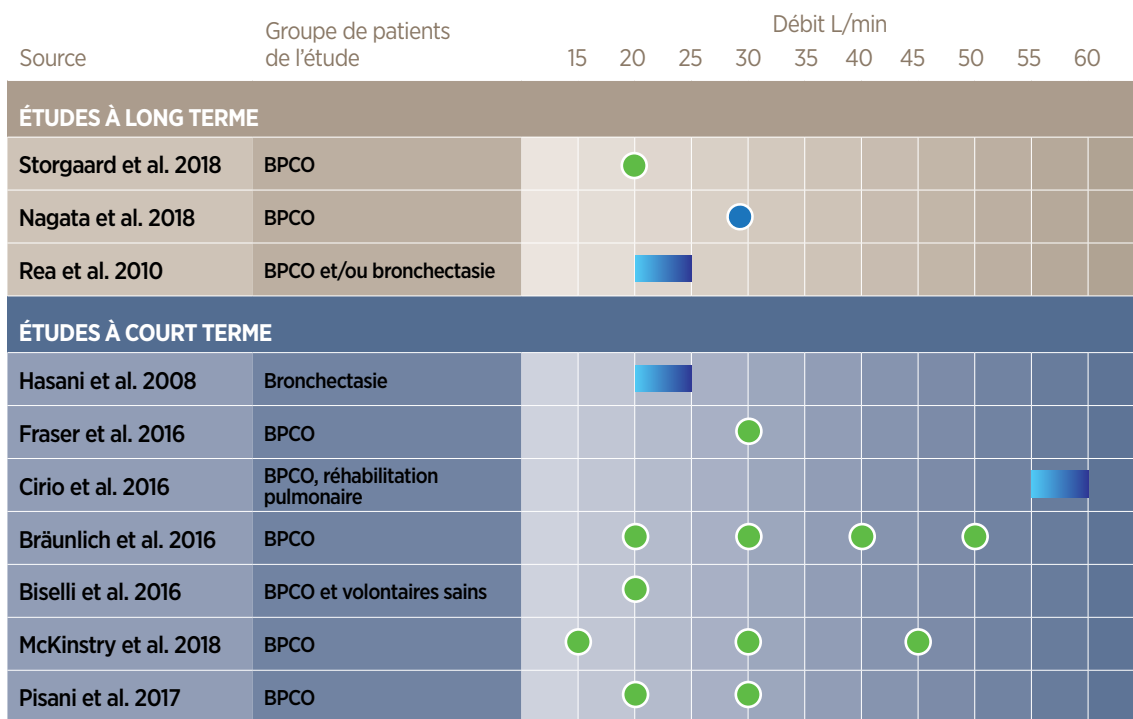 Débit L/min
Source Groupe de patients de l'étude 15 20 25 30 35 40 45 50 55 60
ÉTUDES À LONG TERME
Storgaard et al. 2018 BPCO
Nagata et al. 2018 BPCO
Rea et al. 2010 BPCO et/ou bronchectasie
ÉTUDES À COURT TERME
Hasani et al. 2008 Bronchectasie
Fraser et al. 2016 BPCO
Cirio et al. 2016 BPCO, réhabilitation pulmonaire
Bräunlich et al. 2016 BPCO
Biselli et al. 2016 BPCO et volontaires sains
McKinstry et al. 2018 BPCO
Pisani et al. 2017 BPCO